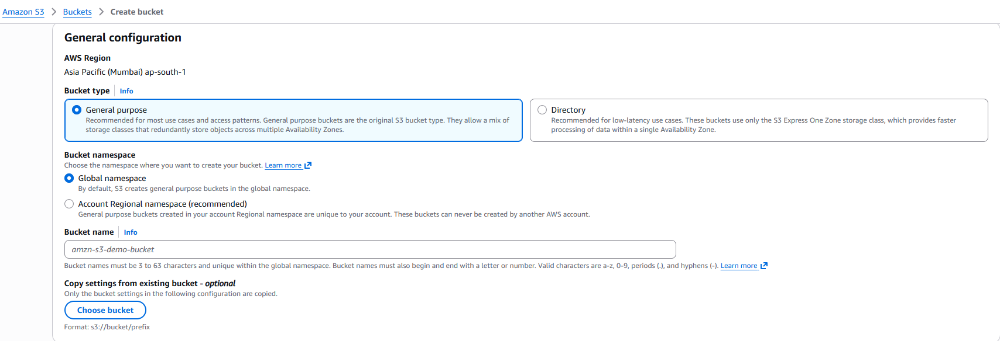 Amazon S3 > Buckets > Create bucket
General configuration
AWS Region
Asia Pacific (Mumbai) ap-south-1
Bucket type Info
General purpose
Recommended for most use cases and access patterns. General purpose buckets are the original S3 bucket type. They allow a mix of
storage classes that redundantly store objects across multiple Availability Zones.
Directory
Recommended for low-latency use cases. These buckets use only the S3 Express One Zone storage class, which provides faster
processing of data within a single Availability Zone.
Bucket namespace
Choose the namespace where you want to create your bucket. Learn more
Global namespace
By default, S3 creates general purpose buckets in the global namespace.
Account Regional namespace (recommended)
General purpose buckets created in your account Regional namespace are unique to your account. These buckets can never be created by another AWS account.
Bucket name Info
amzn-s3-demo-bucket
Bucket names must be 3 to 63 characters and unique within the global namespace. Bucket names must also begin and end with a letter or number. Valid characters are a-z, 0-9, periods (.), and hyphens (-). Learn more
Copy settings from existing bucket - optional
Only the bucket settings in the following configuration are copied.
Choose bucket
Format: s3://bucket/prefix